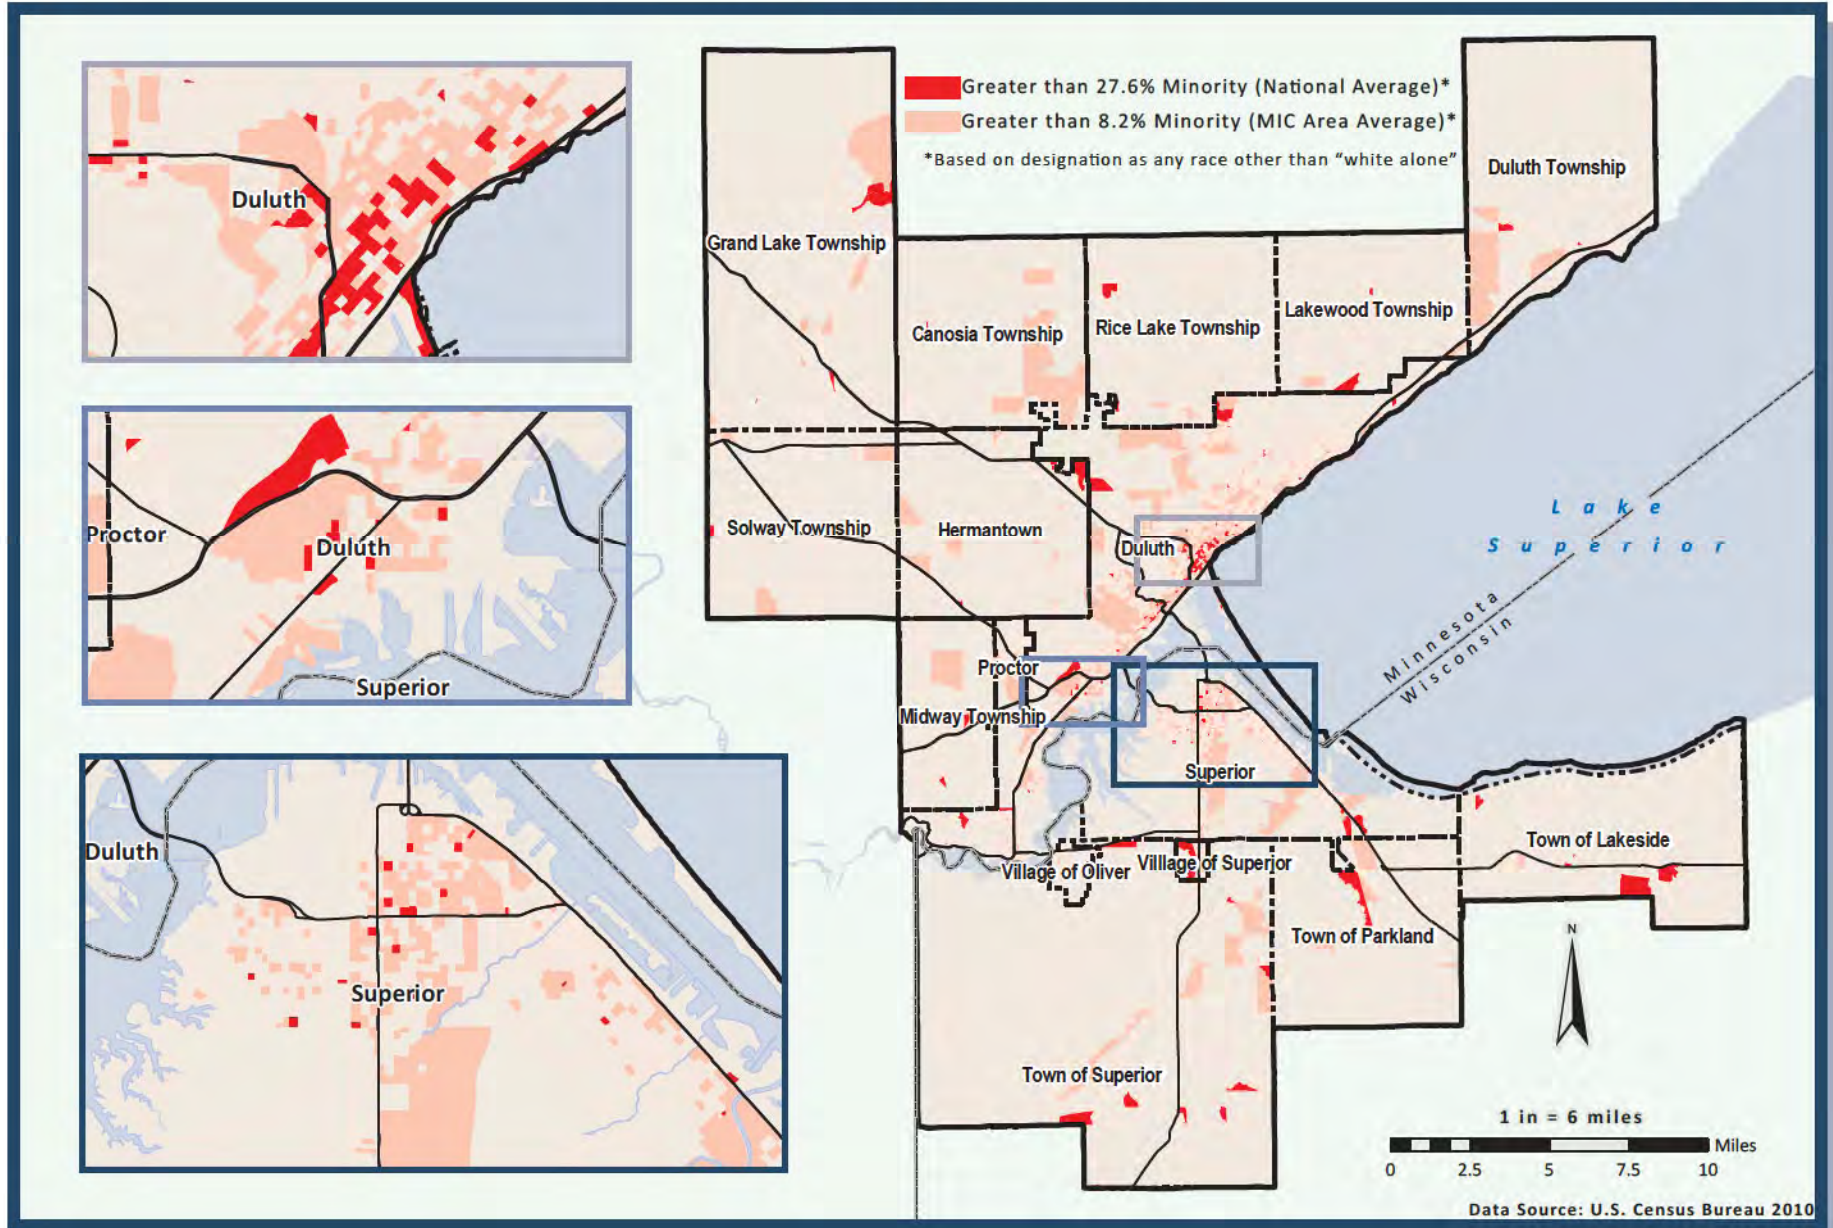 Greater than 27.6% Minority (National Average)*
Greater than 8.2% Minority (MIC Area Average)*
*Based on designation as any race other than “white alone”
Duluth
Proctor
Duluth
Superior
Duluth
Superior
Duluth Township
Grand Lake Township
Canosia Township
Rice Lake Township
Lakewood Township
Solway Township
Hermantown
Duluth
Lake
Superior
Minnesota
Wisconsin
Proctor
Midway Township
Superior
Village of Oliver
Villlage of Superior
Town of Lakeside
Town of Parkland
Town of Superior
N
1 in = 6 miles
Miles
0 2.5 5 7.5 10
Data Source: U.S. Census Bureau 2010